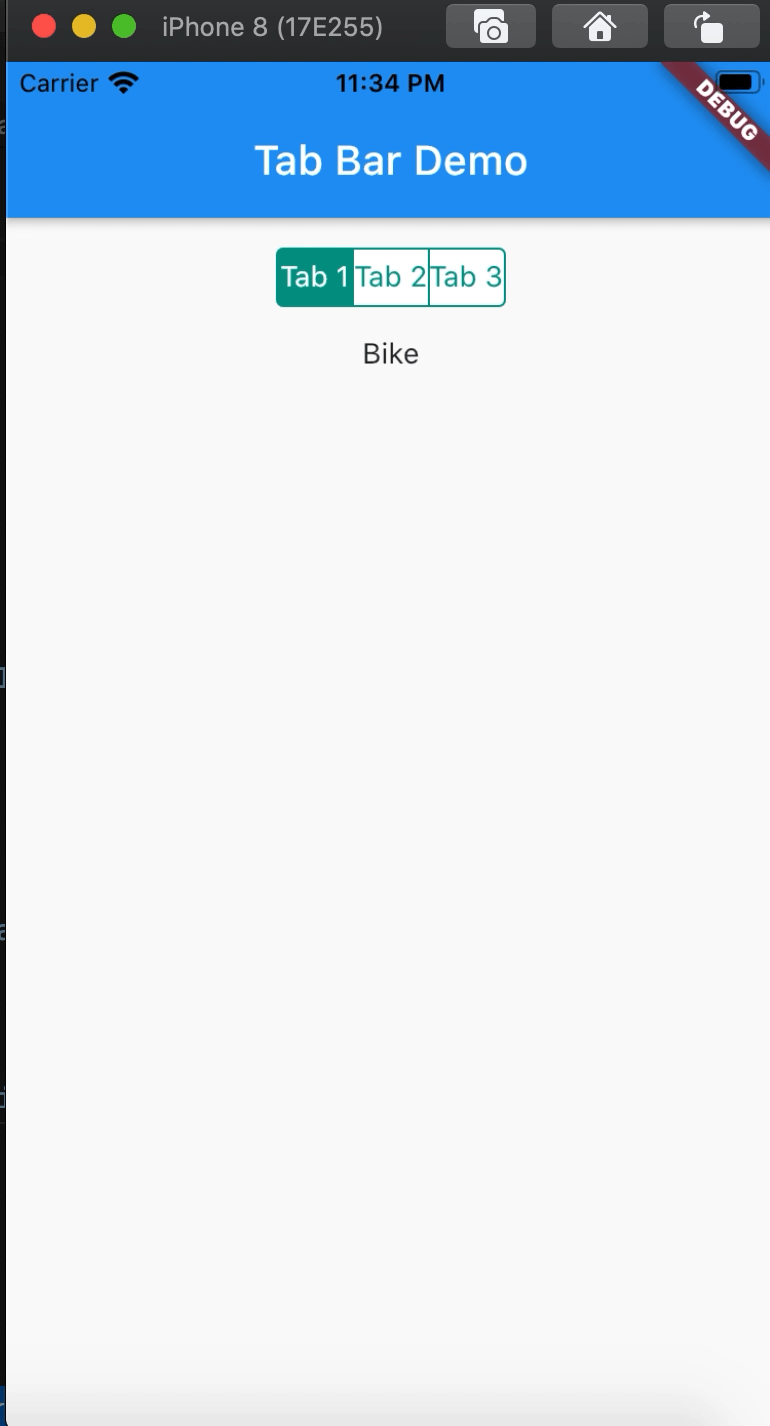 iPhone 8 (17E255)
Carrier 11:34 PM
DEBUG
Tab Bar Demo
Tab 1 Tab 2 Tab 3
Bike